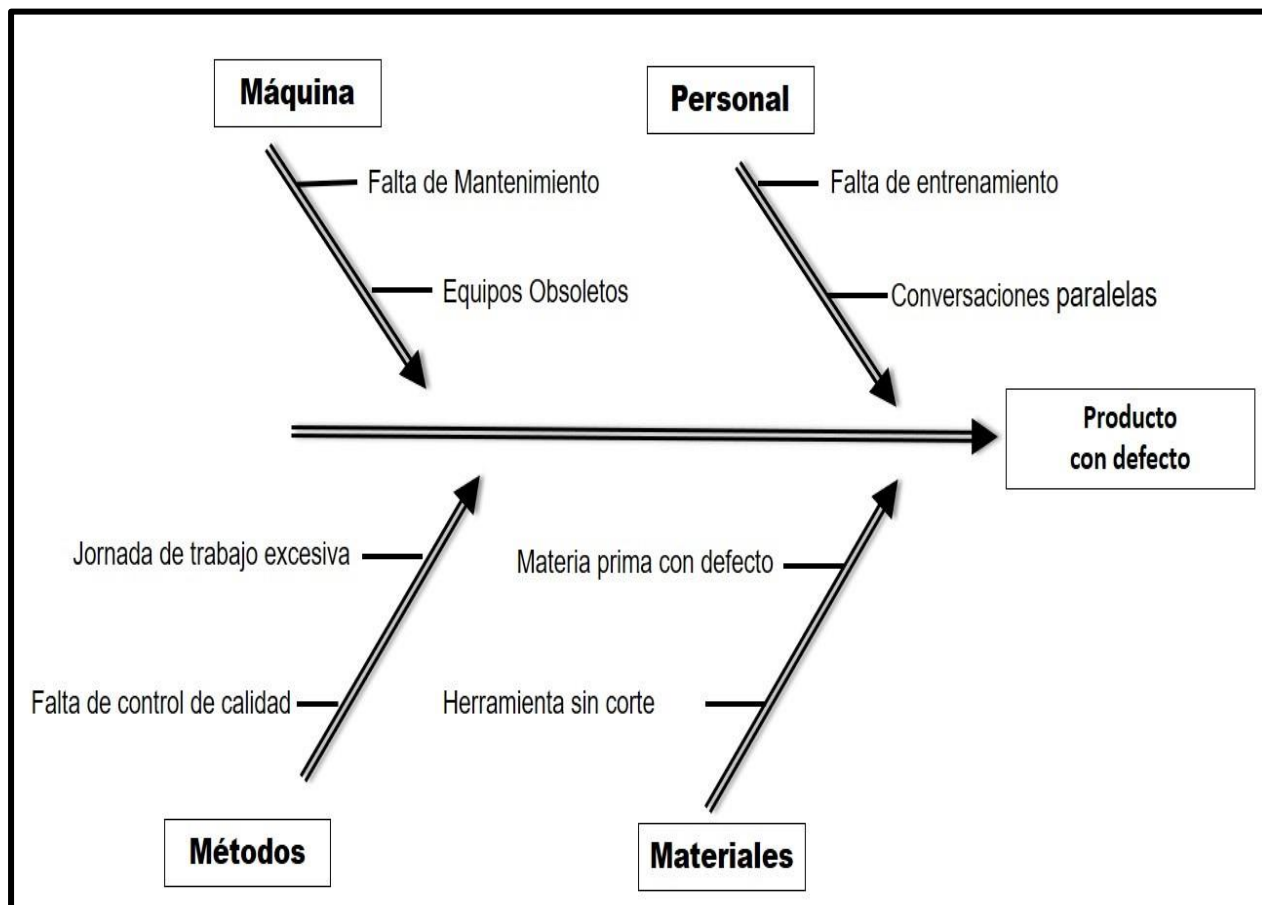 Máquina
Personal
Falta de Mantenimiento
Falta de entrenamiento
Equipos Obsoletos
Conversaciones paralelas
Producto
con defecto
Jornada de trabajo excesiva
Materia prima con defecto
Falta de control de calidad
Herramienta sin corte
Métodos
Materiales